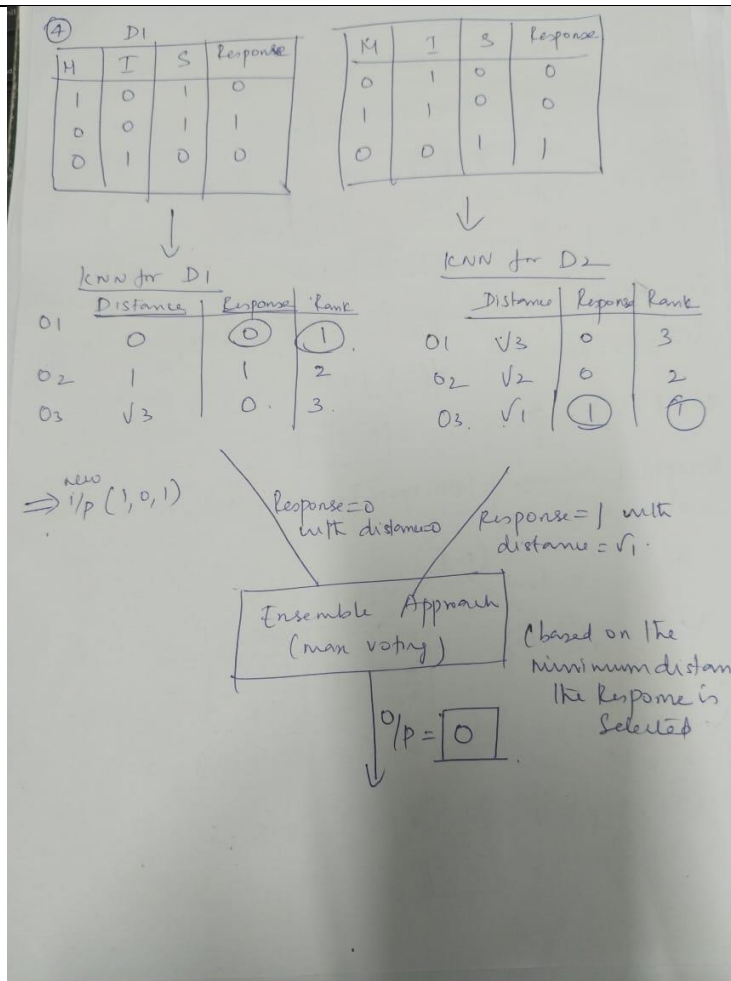 ④ D1
M I S Response
1 0 1 0
0 0 1 1
0 1 0 0
M I S Response
0 1 0 0
1 1 0 0
0 0 1 1
KNN for D1
Distance Response Rank
O1 0 0 1
O2 1 1 2
O3 √3 0 3
KNN for D2
Distance Reponse Rank
O1 √3 0 3
O2 √2 0 2
O3. √1 1 1
new
⇒ i/p (1,0,1)
Response=0
with distance=0
Response=1 with
distance=√1.
Ensemble Approach
(max voting)
(based on the
minimum distan
the Response is
Selected
O/p = 0